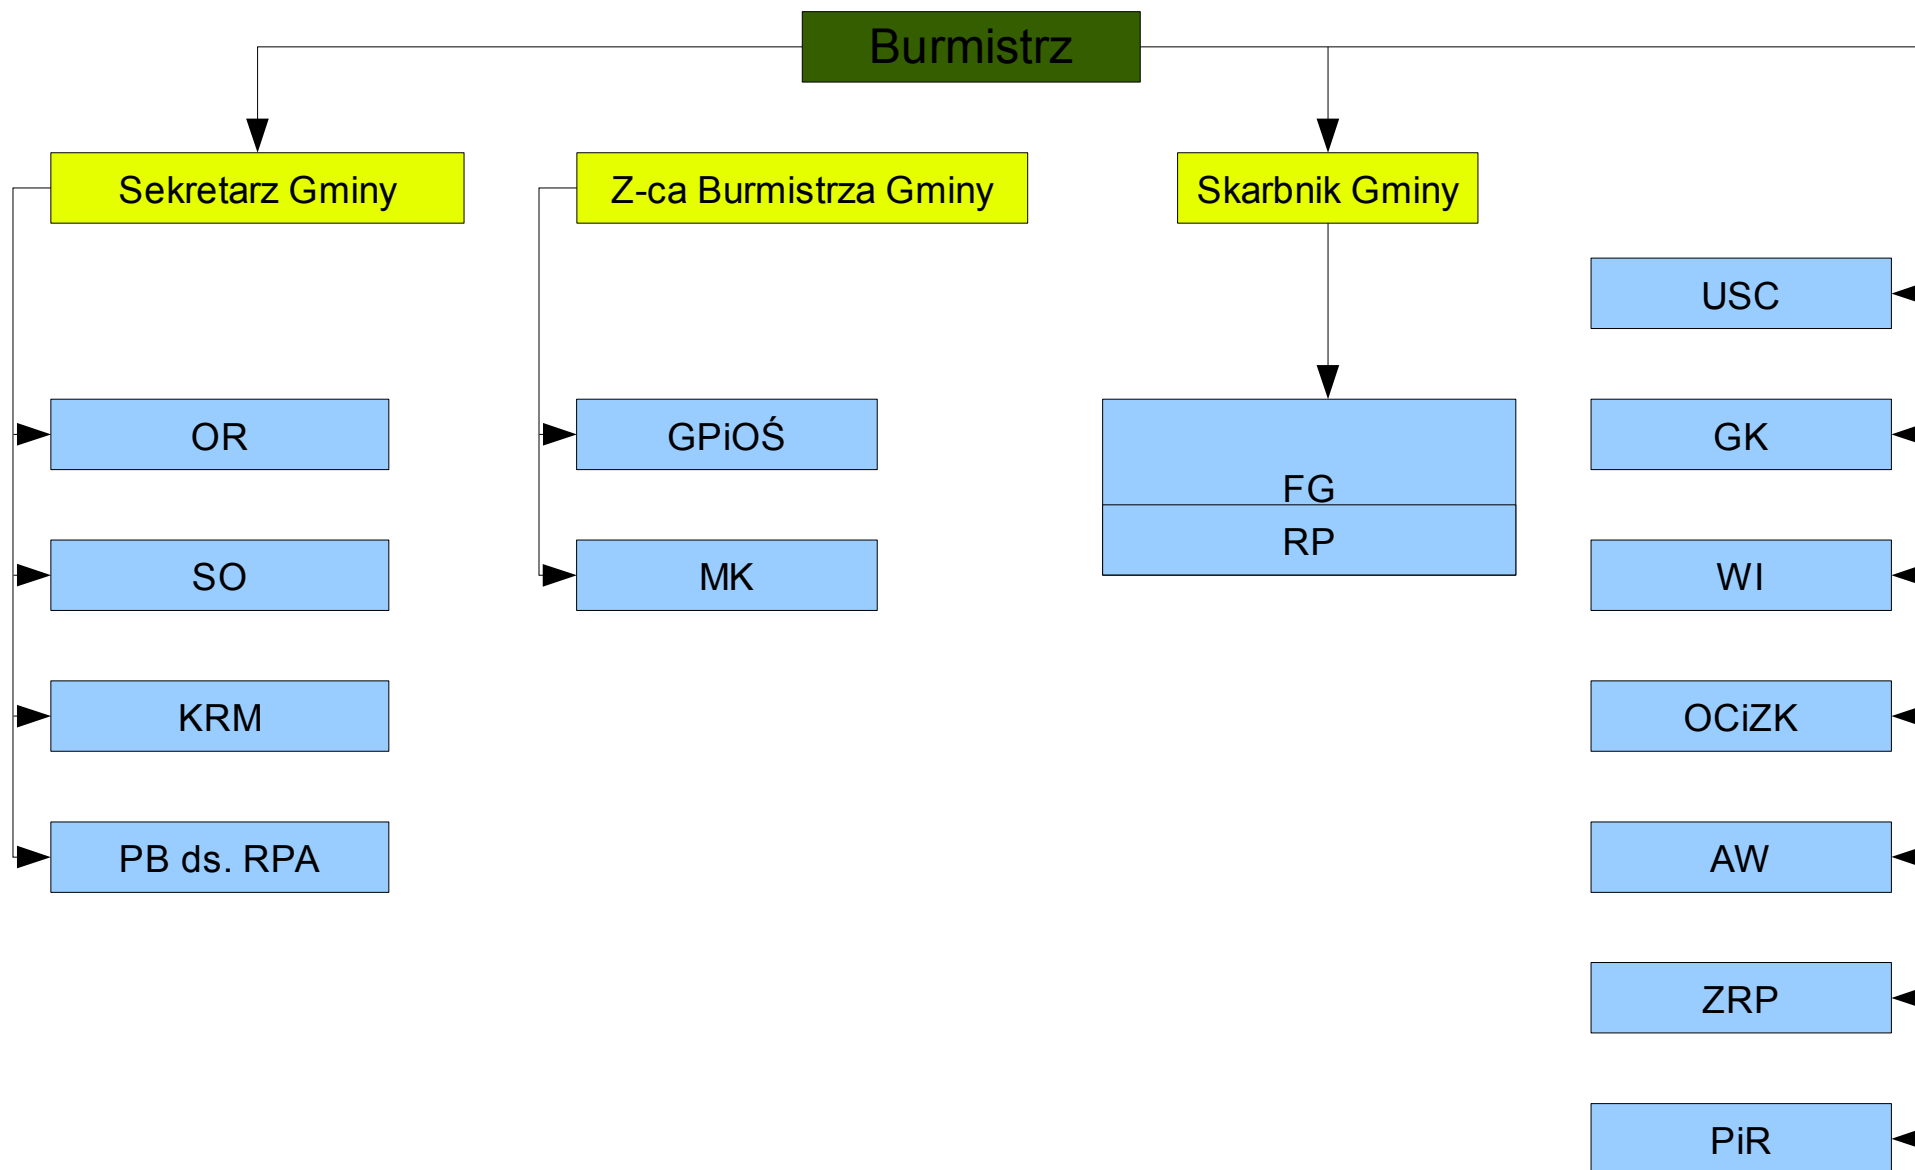 Burmistrz
Sekretarz Gminy
Z-ca Burmistrza Gminy
Skarbnik Gminy
USC
OR
GPiOŚ
FG
GK
RP
SO
MK
WI
KRM
OCiZK
PB ds. RPA
AW
ZRP
PiR